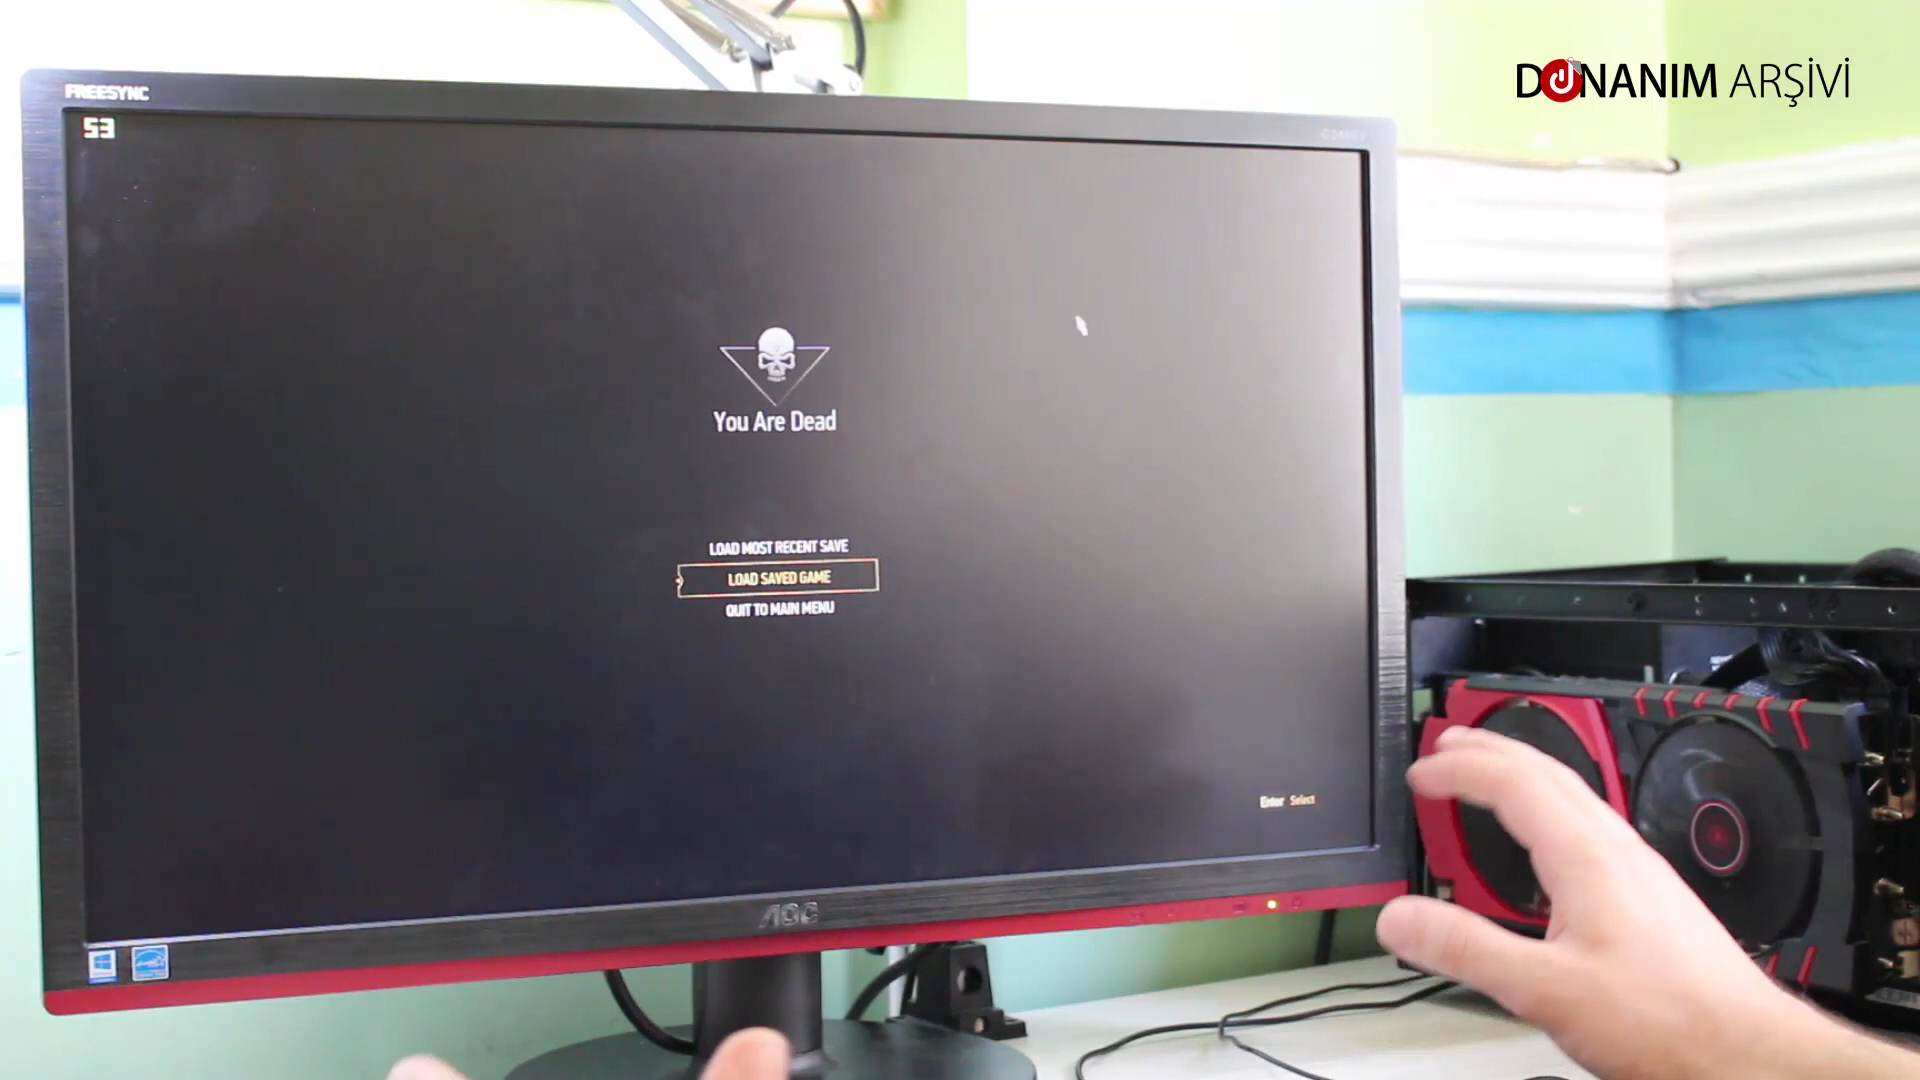 DONANIM ARŞİVİ
FREESYNC
53
You Are Dead
LOAD MOST RECENT SAVE
LOAD SAVED GAME
QUIT TO MAIN MENU
Enter Select
AOC